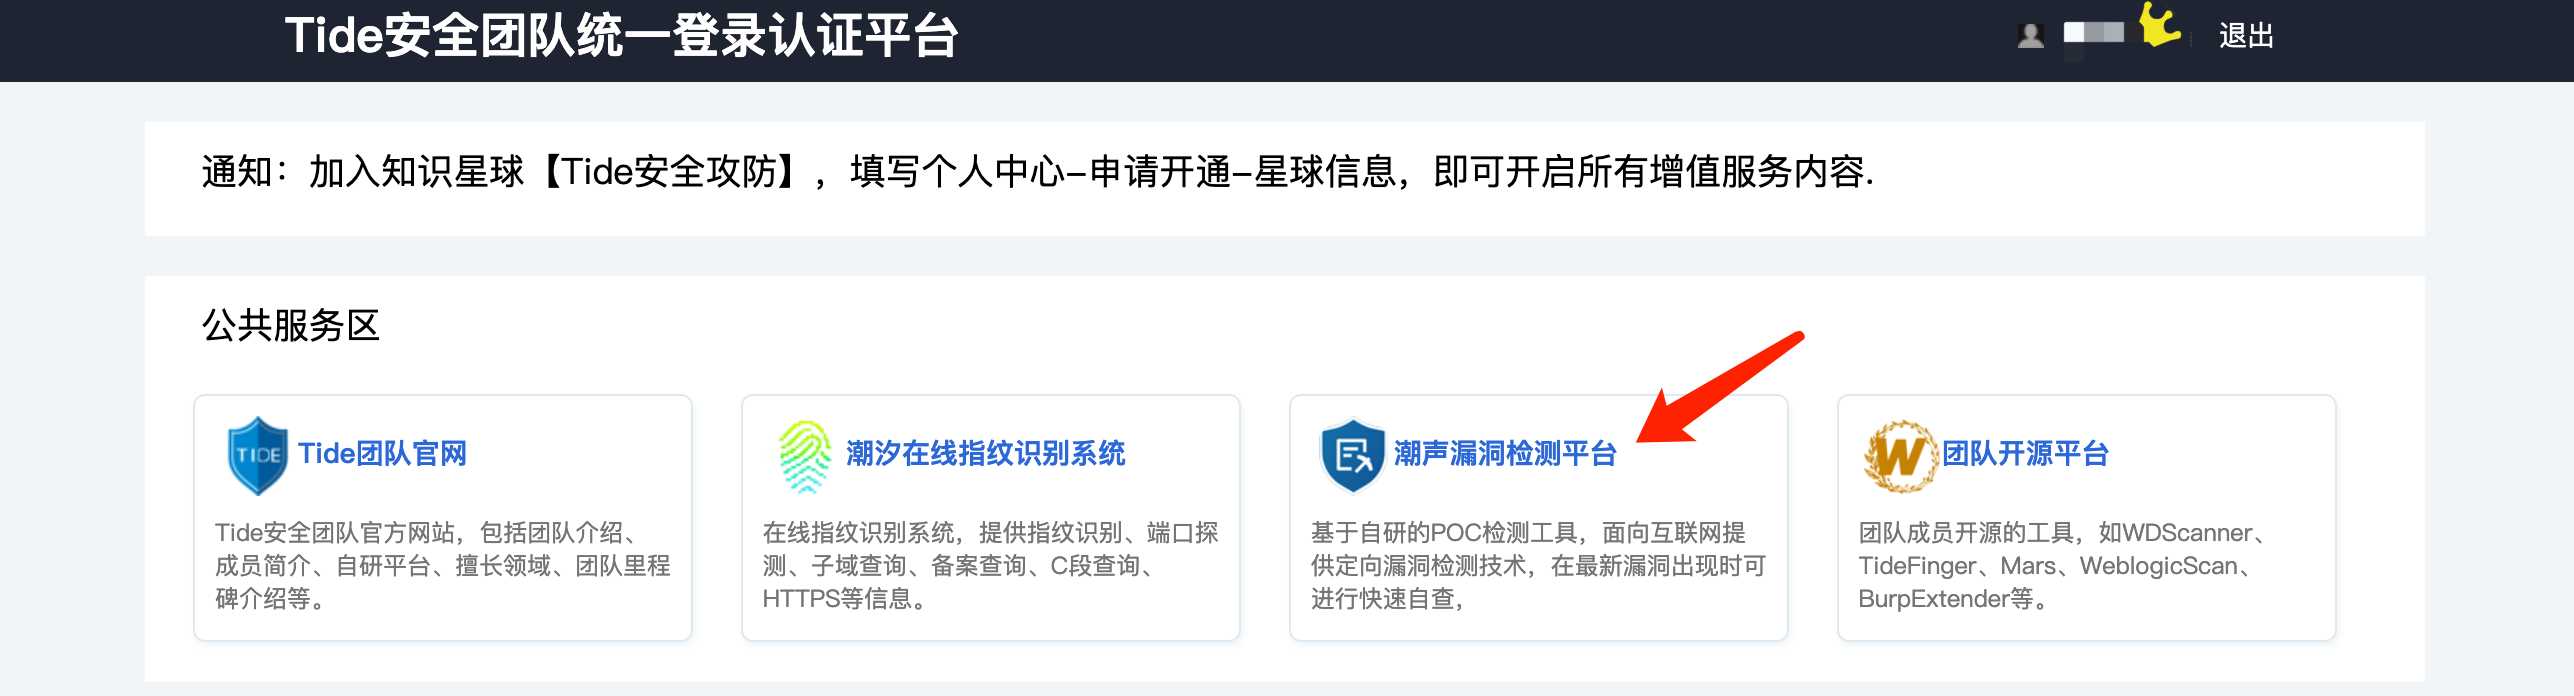 Tide安全团队统一登录认证平台
退出
通知：加入知识星球【Tide安全攻防】，填写个人中心-申请开通-星球信息，即可开启所有增值服务内容.
公共服务区
TIDE
Tide团队官网
Tide安全团队官方网站，包括团队介绍、
成员简介、自研平台、擅长领域、团队里程
碑介绍等。
潮汐在线指纹识别系统
在线指纹识别系统，提供指纹识别、端口探
测、子域查询、备案查询、C段查询、
HTTPS等信息。
潮声漏洞检测平台
基于自研的POC检测工具，面向互联网提
供定向漏洞检测技术，在最新漏洞出现时可
进行快速自查，
W
团队开源平台
团队成员开源的工具，如WDScanner、
TideFinger、Mars、WeblogicScan、
BurpExtender等。